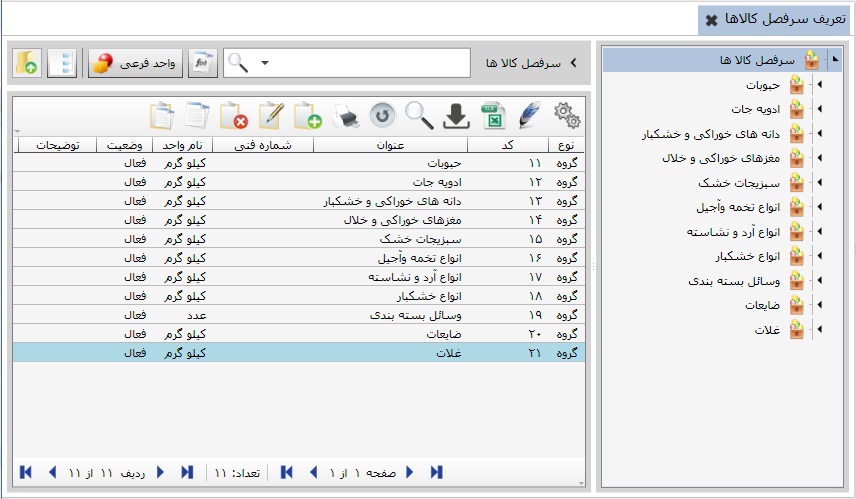 تعریف سرفصل کالاها
سرفصل کالا ها
حبوبات
ادویه جات
دانه های خوراکی و خشکبار
مغزهای خوراکی و خلال
سبزیجات خشک
انواع تخمه وآجیل
انواع آرد و نشاسته
انواع خشکبار
وسائل بسته بندی
ضایعات
غلات
سرفصل کالا ها
f(x)
واحد فرعی
نوع کد عنوان شماره فنی نام واحد وضعیت توضیحات
گروه ۱۱ حبوبات کیلو گرم فعال
گروه ۱۲ ادویه جات کیلو گرم فعال
گروه ۱۳ دانه های خوراکی و خشکبار کیلو گرم فعال
گروه ۱۴ مغزهای خوراکی و خلال کیلو گرم فعال
گروه ۱۵ سبزیجات خشک کیلو گرم فعال
گروه ۱۶ انواع تخمه وآجیل کیلو گرم فعال
گروه ۱۷ انواع آرد و نشاسته کیلو گرم فعال
گروه ۱۸ انواع خشکبار کیلو گرم فعال
گروه ۱۹ وسائل بسته بندی عدد فعال
گروه ۲۰ ضایعات کیلو گرم فعال
گروه ۲۱ غلات کیلو گرم فعال
صفحه ۱ از ۱ تعداد: ۱۱ ردیف ۱۱ از ۱۱